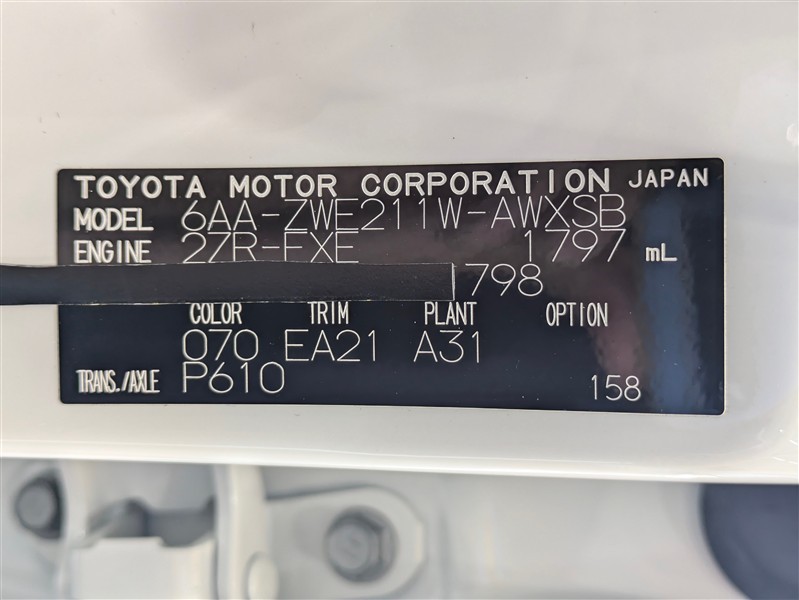 TOYOTA MOTOR CORPORATION JAPAN
MODEL 6AA-ZWE211W-AWXSB
ENGINE 2ZR-FXE 1797 mL
798
COLOR TRIM PLANT OPTION
070 EA21 A31
TRANS./AXLE P610 158